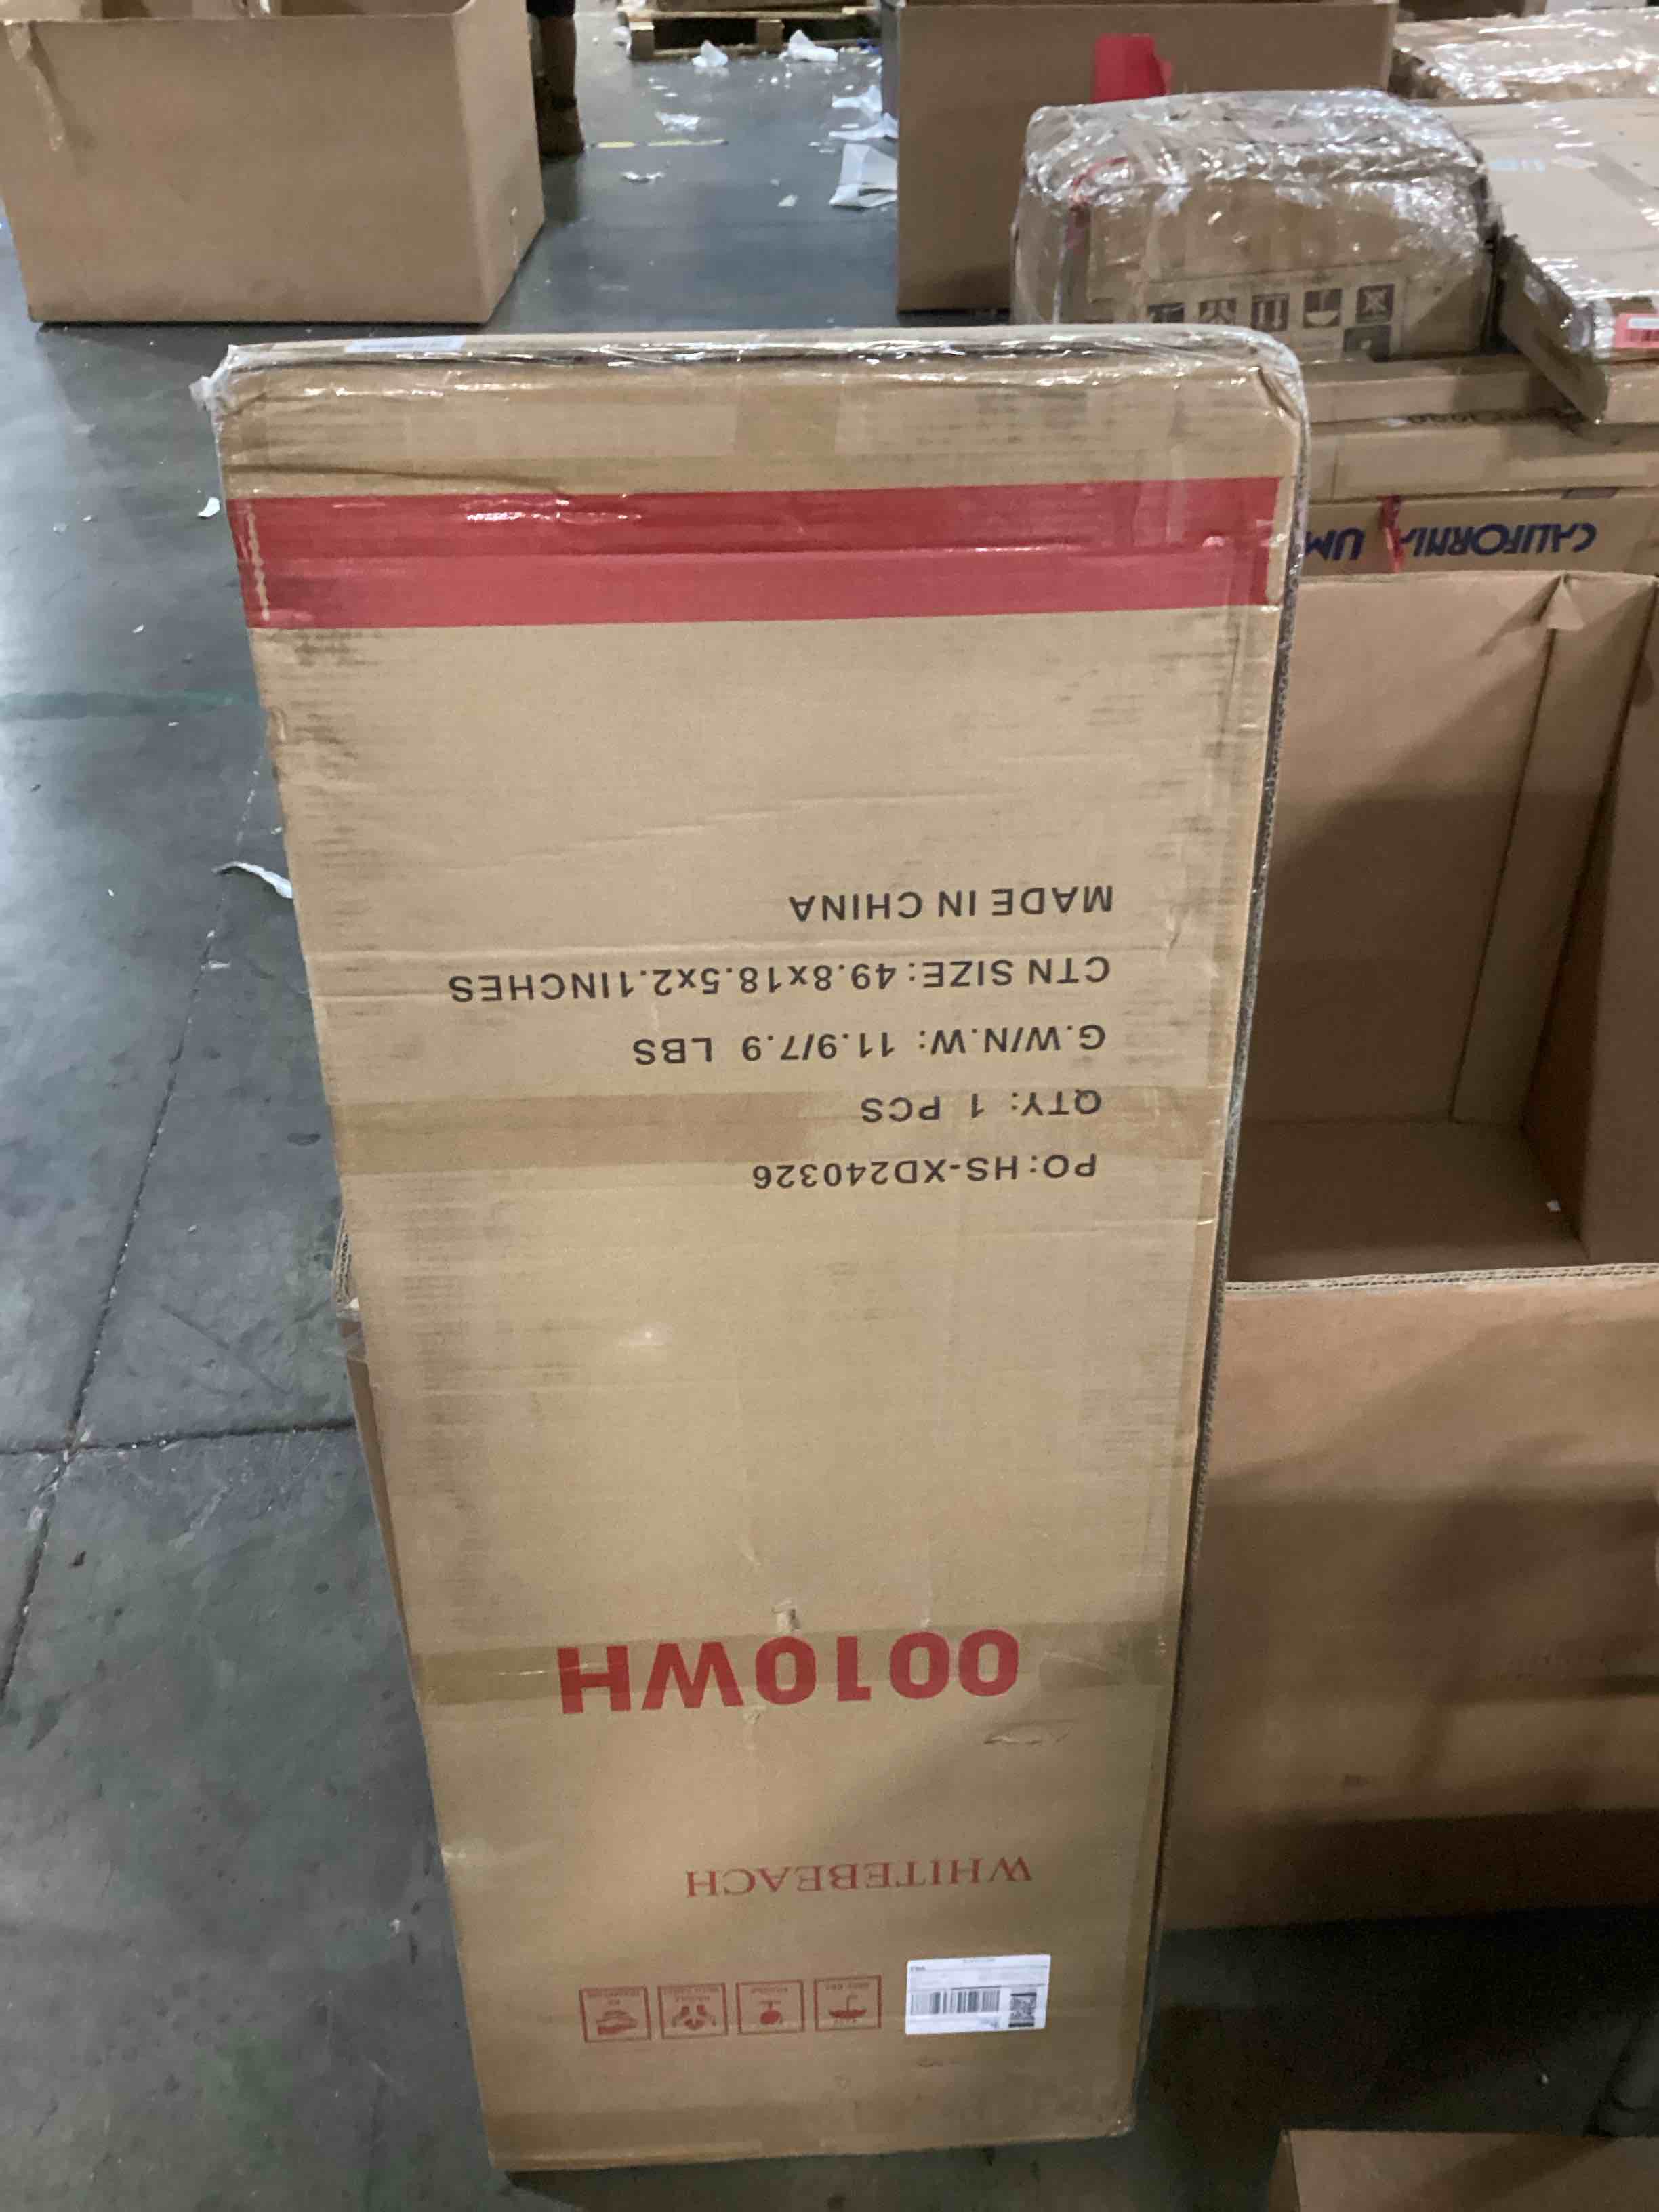 WHITEBEACH
0010WH
PO:HS-XD240326
QTY: 1 PCS
G.W/N.W: 11.9/7.9 LBS
CTN SIZE:49.8x18.5x2.1INCHES
MADE IN CHINA
CALIFORNIA UM